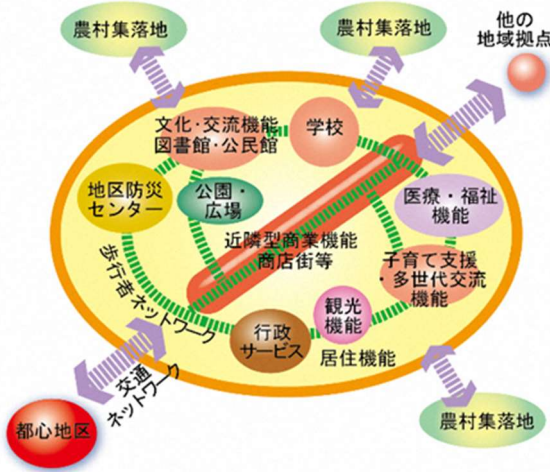 農村集落地
農村集落地
他の
地域拠点
文化・交流機能
図書館・公民館
学校
地区防災
センター
公園・
広場
医療・福祉
機能
近隣型商業機能
商店街等
子育て支援
・多世代交流
機能
歩行者ネットワーク
観光
機能
行政
サービス
居住機能
交通
ネットワーク
都心地区
農村集落地